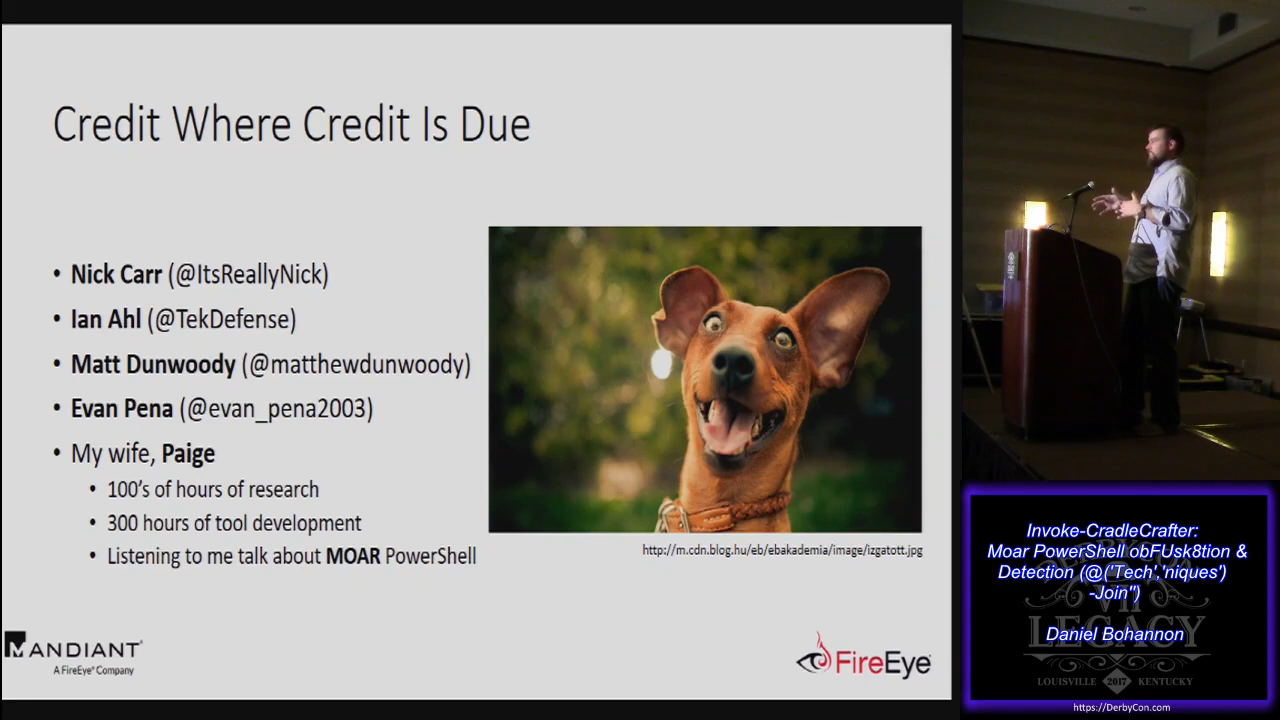 Credit Where Credit Is Due
• Nick Carr (@ItsReallyNick)
• Ian Ahl (@TekDefense)
• Matt Dunwoody (@matthewdunwoody)
• Evan Pena (@evan_pena2003)
• My wife, Paige
• 100's of hours of research
• 300 hours of tool development
• Listening to me talk about MOAR PowerShell
http://m.cdn.blog.hu/eb/ebakademia/image/izgatott.jpg
MANDIANT
A FireEye® Company
FireEye
Invoke-CradleCrafter:
Moar PowerShell obFUsk8tion &
Detection (@('Tech','niques')
-Join'')
Daniel Bohannon
VII
LEGACY
LOUISVILLE 2017 KENTUCKY
https://DerbyCon.com